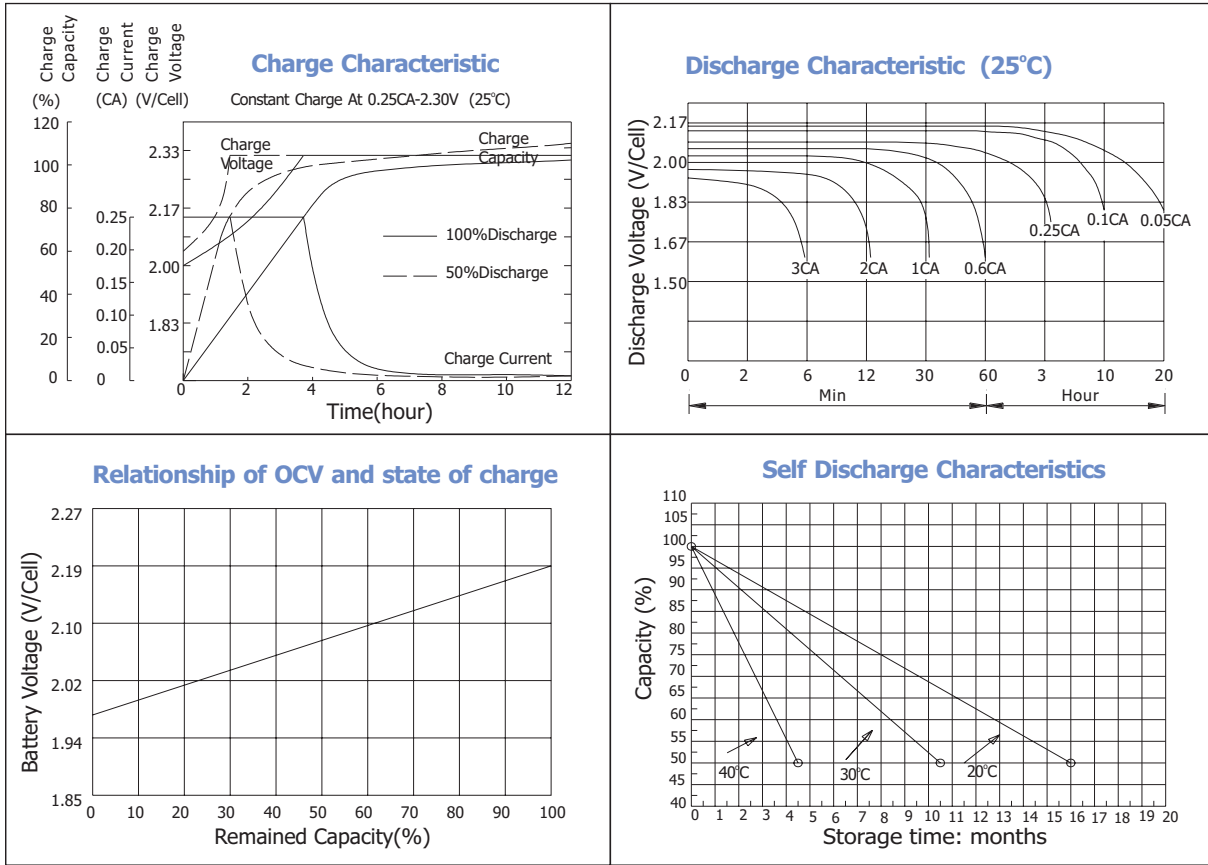 Charge Capacity
Charge Current
Charge Voltage
Charge Characteristic
(%)
(CA)
(V/Cell)
Constant Charge At 0.25CA-2.30V (25°C)
120
100
80
60
40
20
0
0.25
0.20
0.15
0.10
0.05
0
2.33
2.17
2.00
1.83
Charge Voltage
Charge Capacity
100%Discharge
50%Discharge
Charge Current
0 2 4 6 8 10 12
Time(hour)
Discharge Characteristic (25°C)
Discharge Voltage (V/Cell)
2.17
2.00
1.83
1.67
1.50
3CA
2CA
1CA
0.6CA
0.25CA
0.1CA
0.05CA
0 2 6 12 30 60 3 10 20
Min
Hour
Relationship of OCV and state of charge
Battery Voltage (V/Cell)
2.27
2.19
2.10
2.02
1.94
1.85
0 10 20 30 40 50 60 70 80 90 100
Remained Capacity(%)
Self Discharge Characteristics
Capacity (%)
110
105
100
95
90
85
80
75
70
65
60
55
50
45
40
40°C
30°C
20°C
0 1 2 3 4 5 6 7 8 9 10 11 12 13 14 15 16 17 18 19 20
Storage time: months